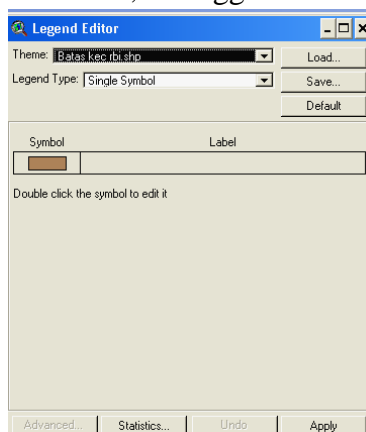 Legend Editor
Theme: Batas kec rbi.shp
Load...
Legend Type: Single Symbol
Save...
Default
Symbol Label
Double click the symbol to edit it
Advanced... Statistics... Undo Apply